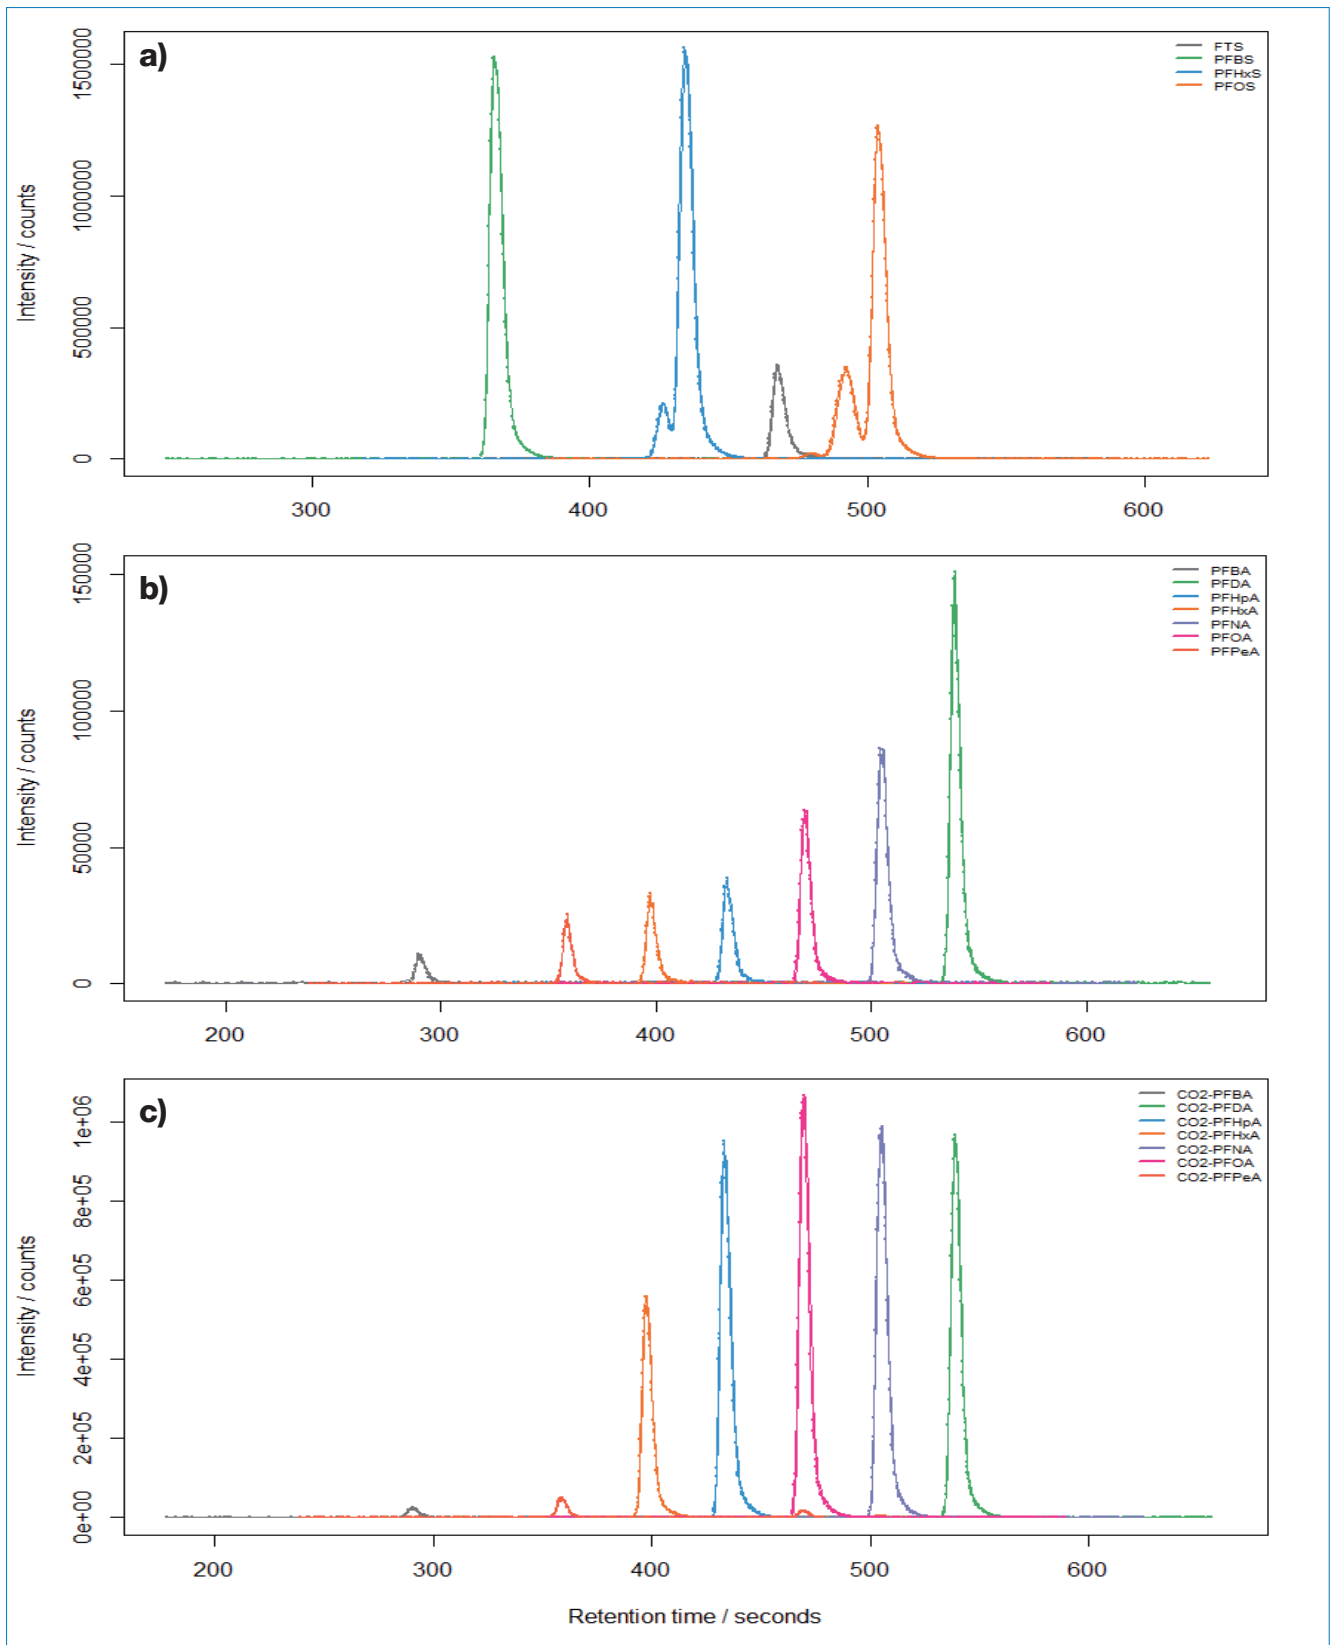 a)
FTS
PFBS
PFHxS
PFOS
Intensity / counts
1500000
1000000
500000
0
300 400 500 600
b)
PFBA
PFDA
PFHpA
PFHxA
PFNA
PFOA
PFPeA
Intensity / counts
150000
100000
50000
0
200 300 400 500 600
c)
CO2-PFBA
CO2-PFDA
CO2-PFHpA
CO2-PFHxA
CO2-PFNA
CO2-PFOA
CO2-PFPeA
Intensity / counts
1e+06
8e+05
6e+05
4e+05
2e+05
0e+00
200 300 400 500 600
Retention time / seconds